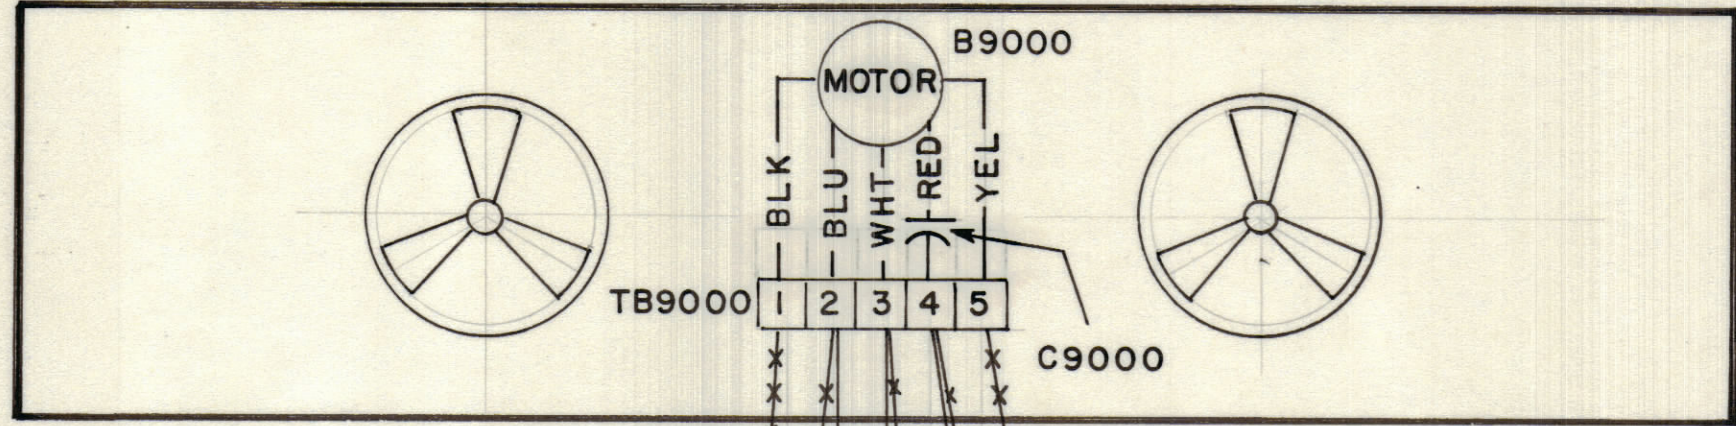 B9000
MOTOR
BLK
BLU
WHT
RED
YEL
TB9000 1 2 3 4 5
C9000